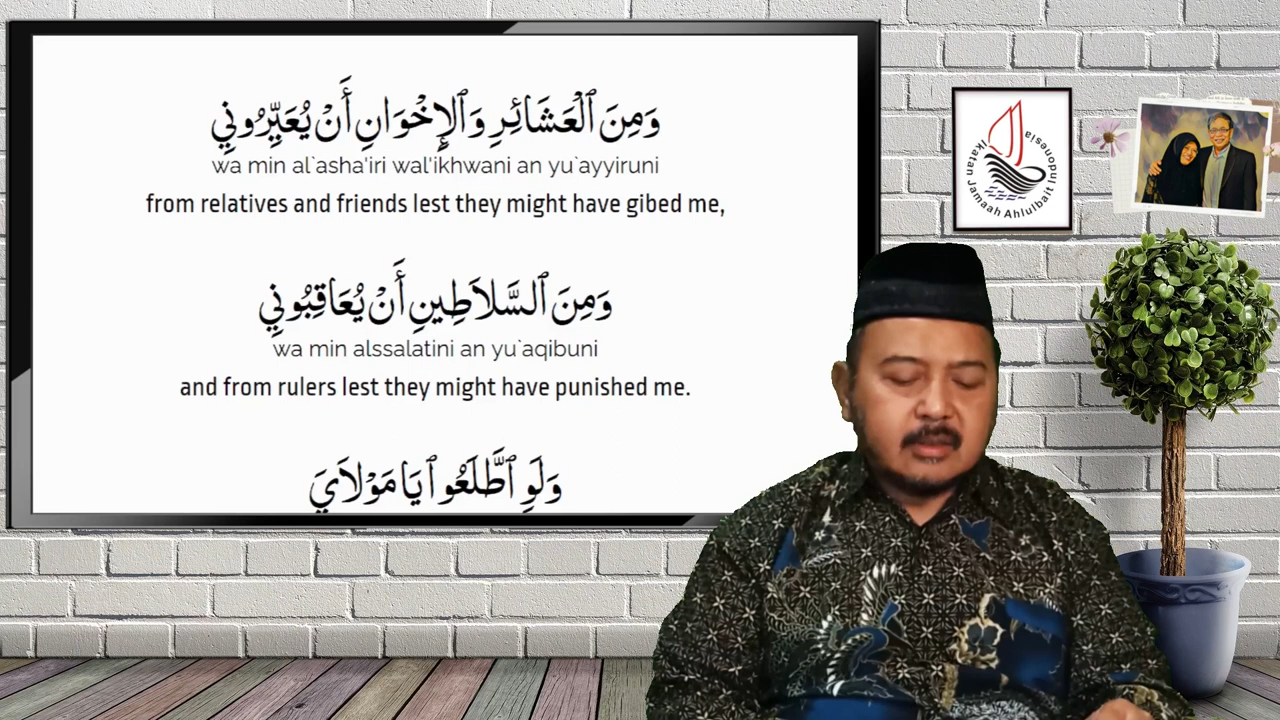 وَمِنَ ٱلْعَشَائِرِ وَٱلإِخْوَانِ أَنْ يُعَيِّرُونِي
wa min al`asha'iri wal'ikhwani an yu`ayyiruni
from relatives and friends lest they might have gibed me,
وَمِنَ ٱلسَّلاَطِينِ أَنْ يُعَاقِبُونِي
wa min alssalatini an yu`aqibuni
and from rulers lest they might have punished me.
وَلَوِ ٱطَّلَعُوٱ يَا مَوْلاَيَ
Ikatan Jamaah Ahlulbait Indonesia